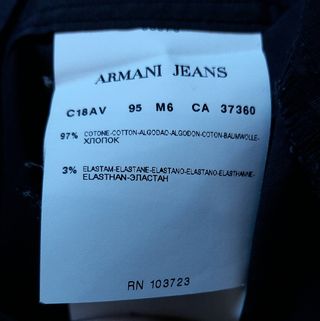 ARMANI JEANS
C18AV 95 M6 CA 37360
97% COTONE-COTTON-ALGODAO-ALGODON-COTON-BAUMWOLLE-
ХЛОПОК
3% ELASTAM-ELASTANE-ELASTANO-ELASTANO-ELASTHANNE-
ELASTHAN-ЭЛАСТАН
RN 103723